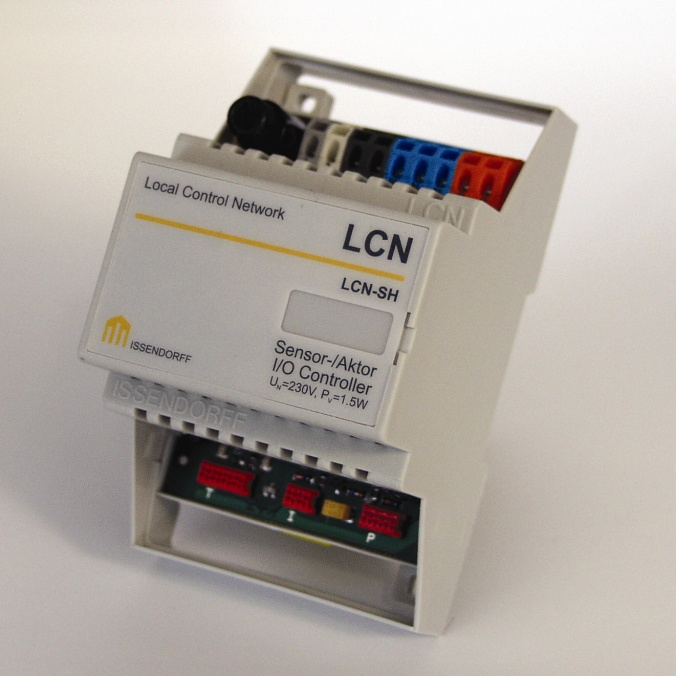 LCN
Local Control Network
LCN
LCN-SH
ISSENDORFF
Sensor-/Aktor
I/O Controller
Uₙ=230V, Pᵥ=1.5W
ISSENDORFF
T
I
P